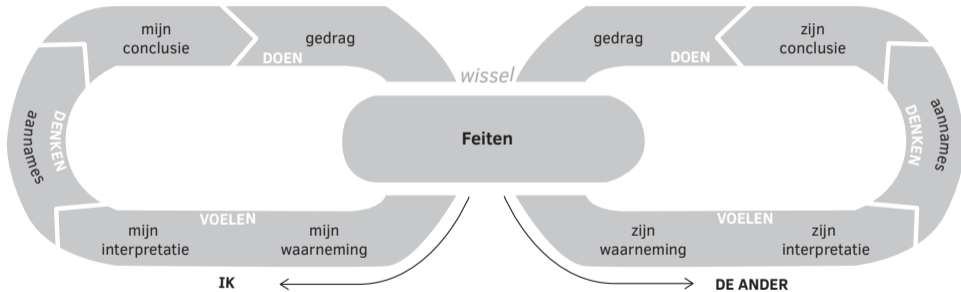 mijn
conclusie
gedrag
DOEN
aannames
DENKEN
VOELEN
mijn
interpretatie
mijn
waarneming
IK
wissel
Feiten
gedrag
DOEN
zijn
conclusie
aannames
DENKEN
VOELEN
zijn
waarneming
zijn
interpretatie
DE ANDER